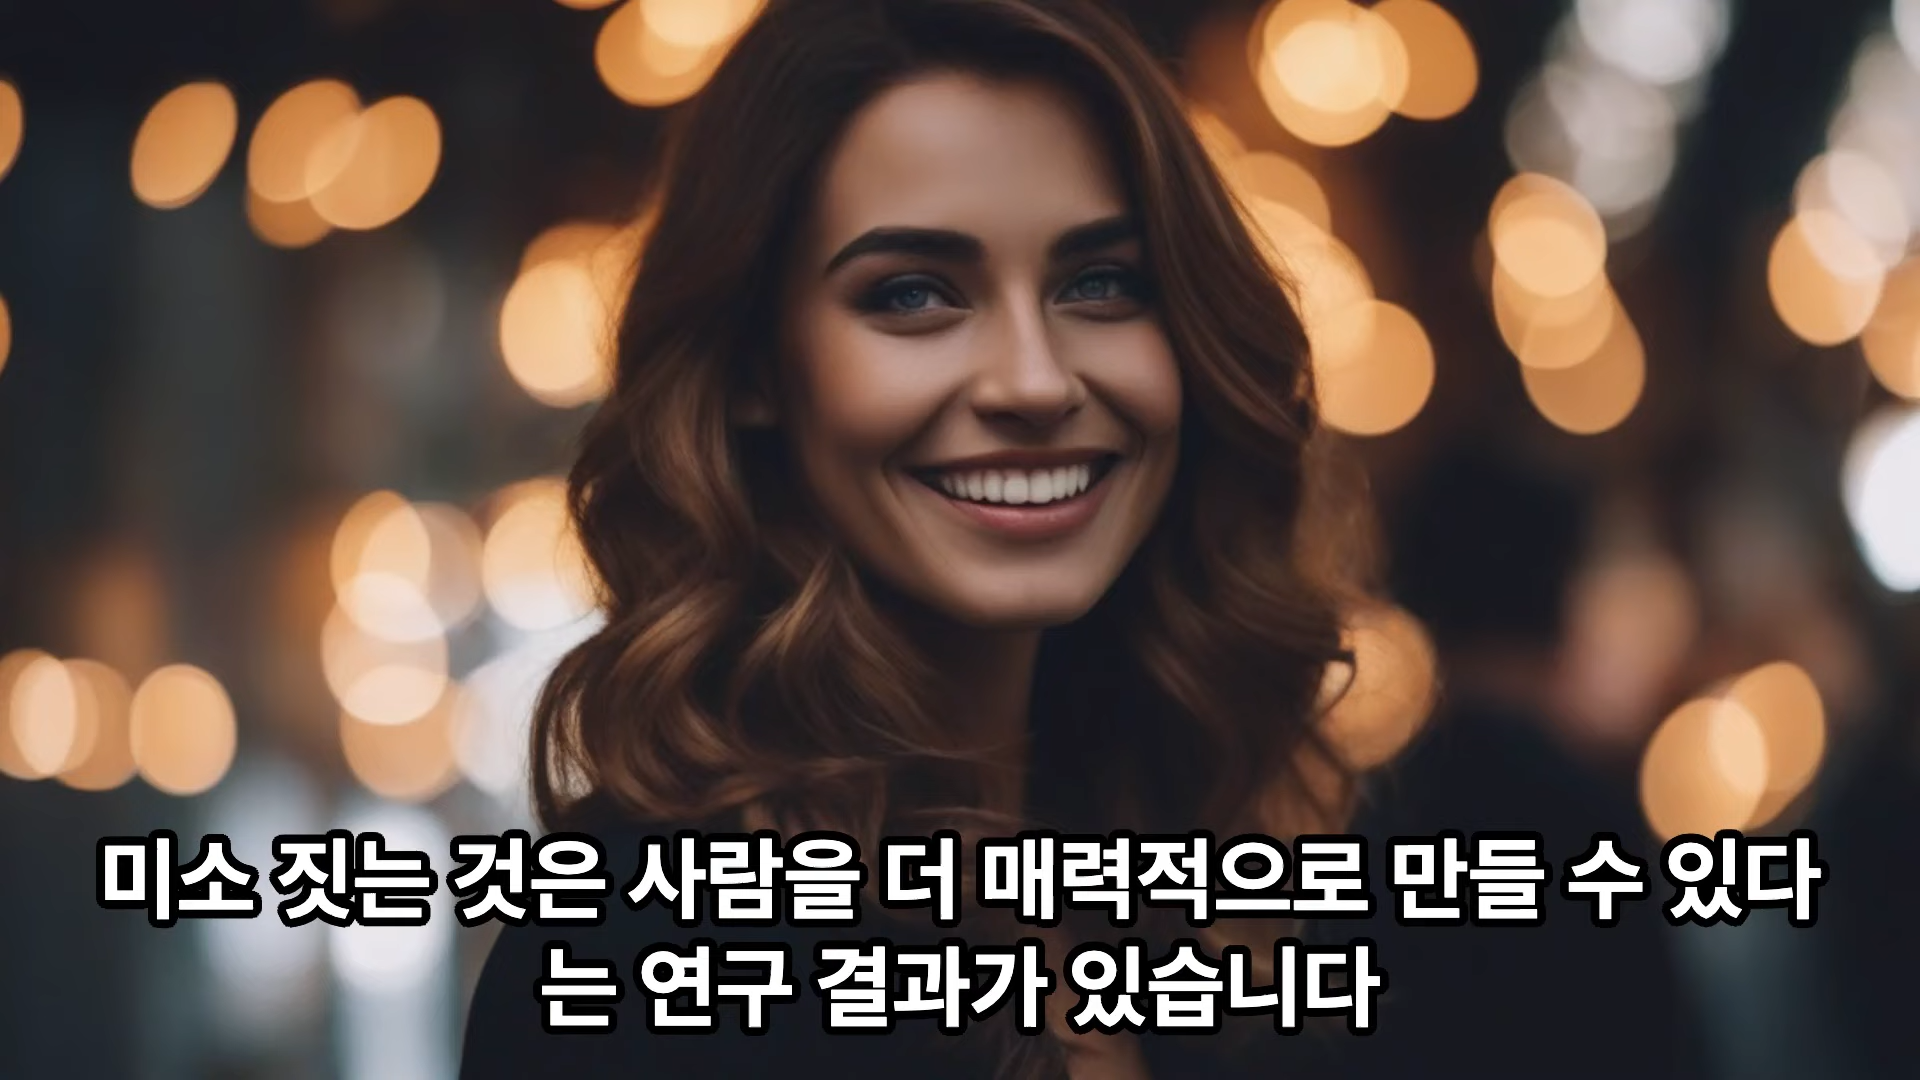 미소 짓는 것은 사람을 더 매력적으로 만들 수 있다
는 연구 결과가 있습니다